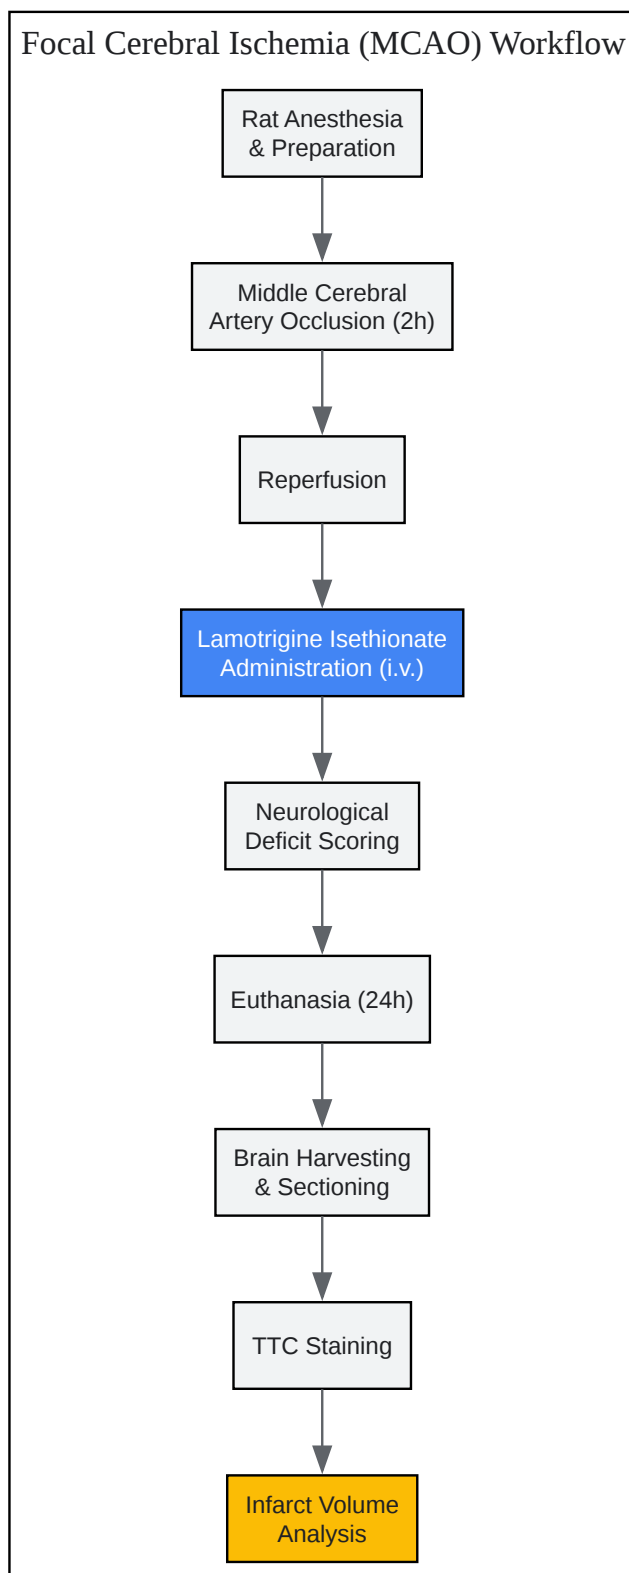 Focal Cerebral Ischemia (MCAO) Workflow
Rat Anesthesia
& Preparation
Middle Cerebral
Artery Occlusion (2h)
Reperfusion
Lamotrigine Isethionate
Administration (i.v.)
Neurological
Deficit Scoring
Euthanasia (24h)
Brain Harvesting
& Sectioning
TTC Staining
Infarct Volume
Analysis